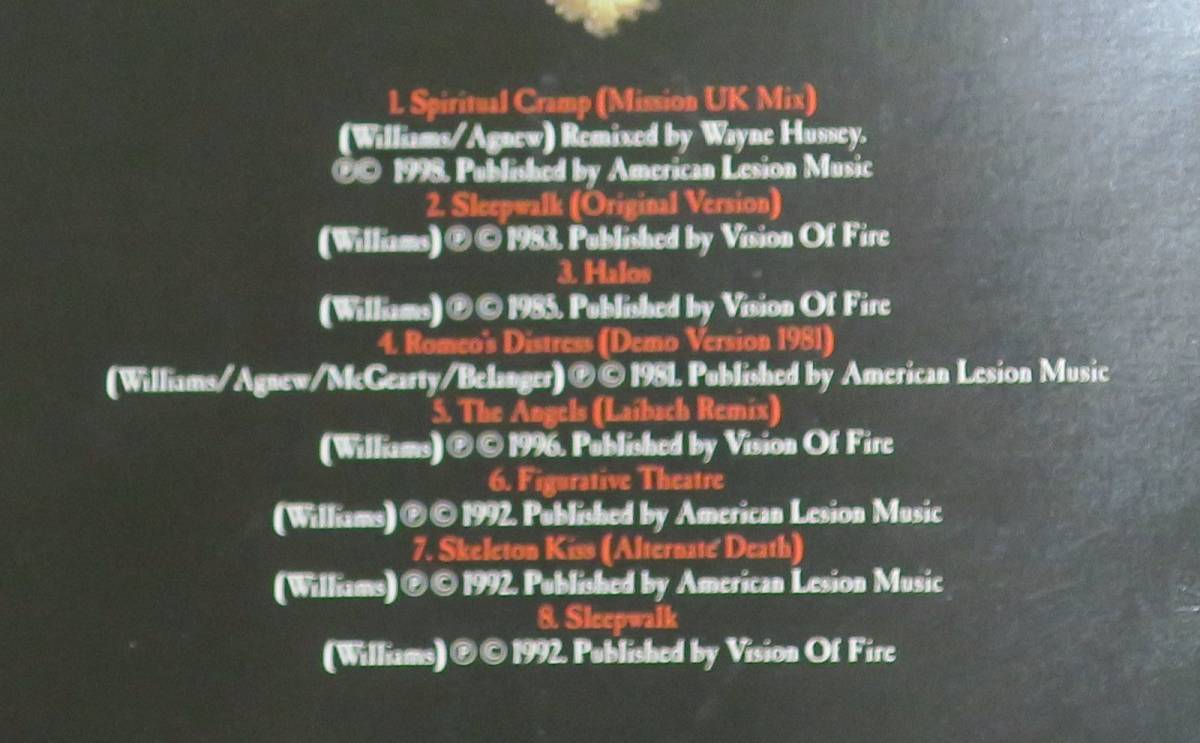 1. Spiritual Cramp (Mission UK Mix)
(Williams/Agnew) Remixed by Wayne Hussey.
℗© 1998. Published by American Lesion Music
2. Sleepwalk (Original Version)
(Williams) ℗ © 1983. Published by Vision Of Fire
3. Halos
(Williams) ℗ © 1985. Published by Vision Of Fire
4. Romeo's Distress (Demo Version 1981)
(Williams/Agnew/McGearty/Belanger) ℗ © 1981. Published by American Lesion Music
5. The Angels (Laibach Remix)
(Williams) ℗ © 1996. Published by Vision Of Fire
6. Figurative Theatre
(Williams) ℗ © 1992. Published by American Lesion Music
7. Skeleton Kiss (Alternate Death)
(Williams) ℗ © 1992. Published by American Lesion Music
8. Sleepwalk
(Williams) ℗ © 1992. Published by Vision Of Fire